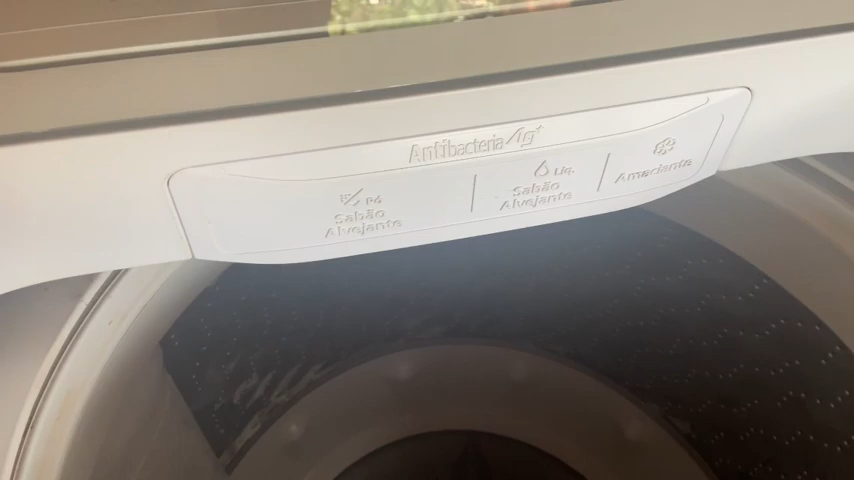 Antibacteria Ag+
Pó
Sabão
Alvejante
Líq.
Sabão
Alvejante
Amaciante